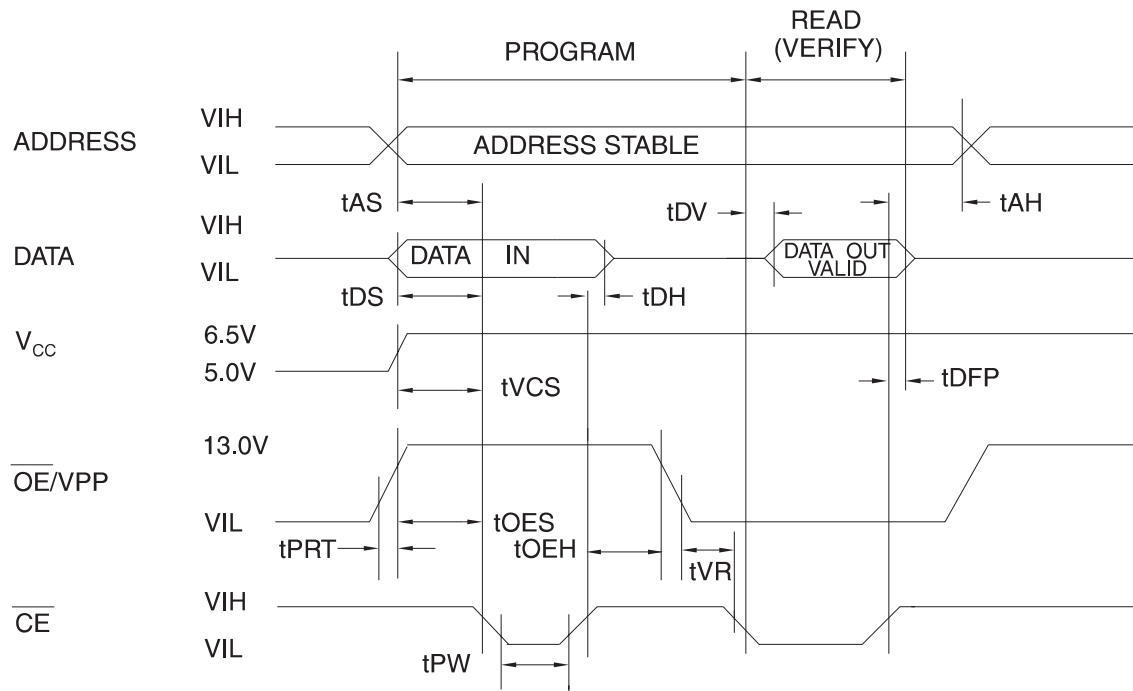 READ
(VERIFY)
PROGRAM
ADDRESS
VIH
VIL
ADDRESS STABLE
tAS
tDV
tAH
DATA
VIH
VIL
DATA IN
DATA OUT
VALID
tDS
tDH
VCC
6.5V
5.0V
tVCS
tDFP
OE/VPP
13.0V
VIL
tPRT
tOES
tOEH
tVR
CE
VIH
VIL
tPW